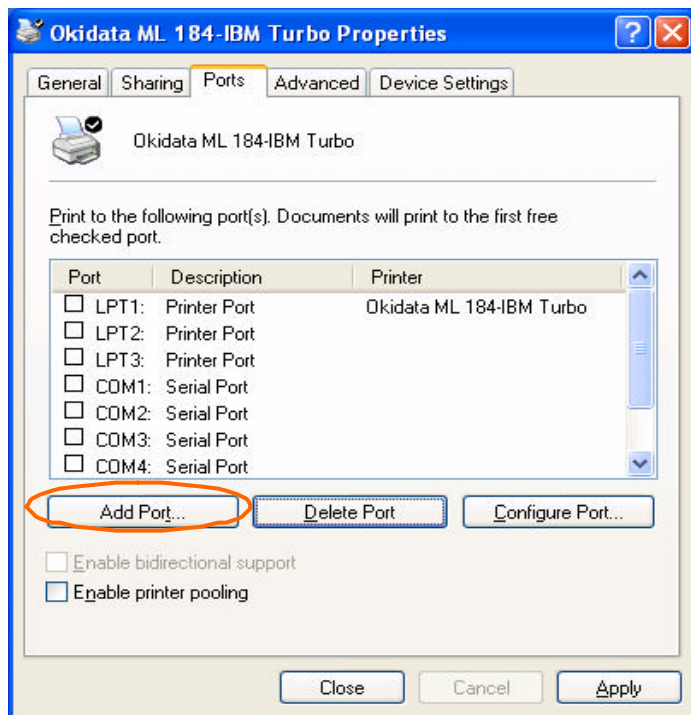 Okidata ML 184-IBM Turbo Properties
General Sharing Ports Advanced Device Settings
Okidata ML 184-IBM Turbo
Print to the following port(s). Documents will print to the first free
checked port.
Port Description Printer
LPT1: Printer Port Okidata ML 184-IBM Turbo
LPT2: Printer Port
LPT3: Printer Port
COM1: Serial Port
COM2: Serial Port
COM3: Serial Port
COM4: Serial Port
Add Port... Delete Port Configure Port...
Enable bidirectional support
Enable printer pooling
Close Cancel Apply